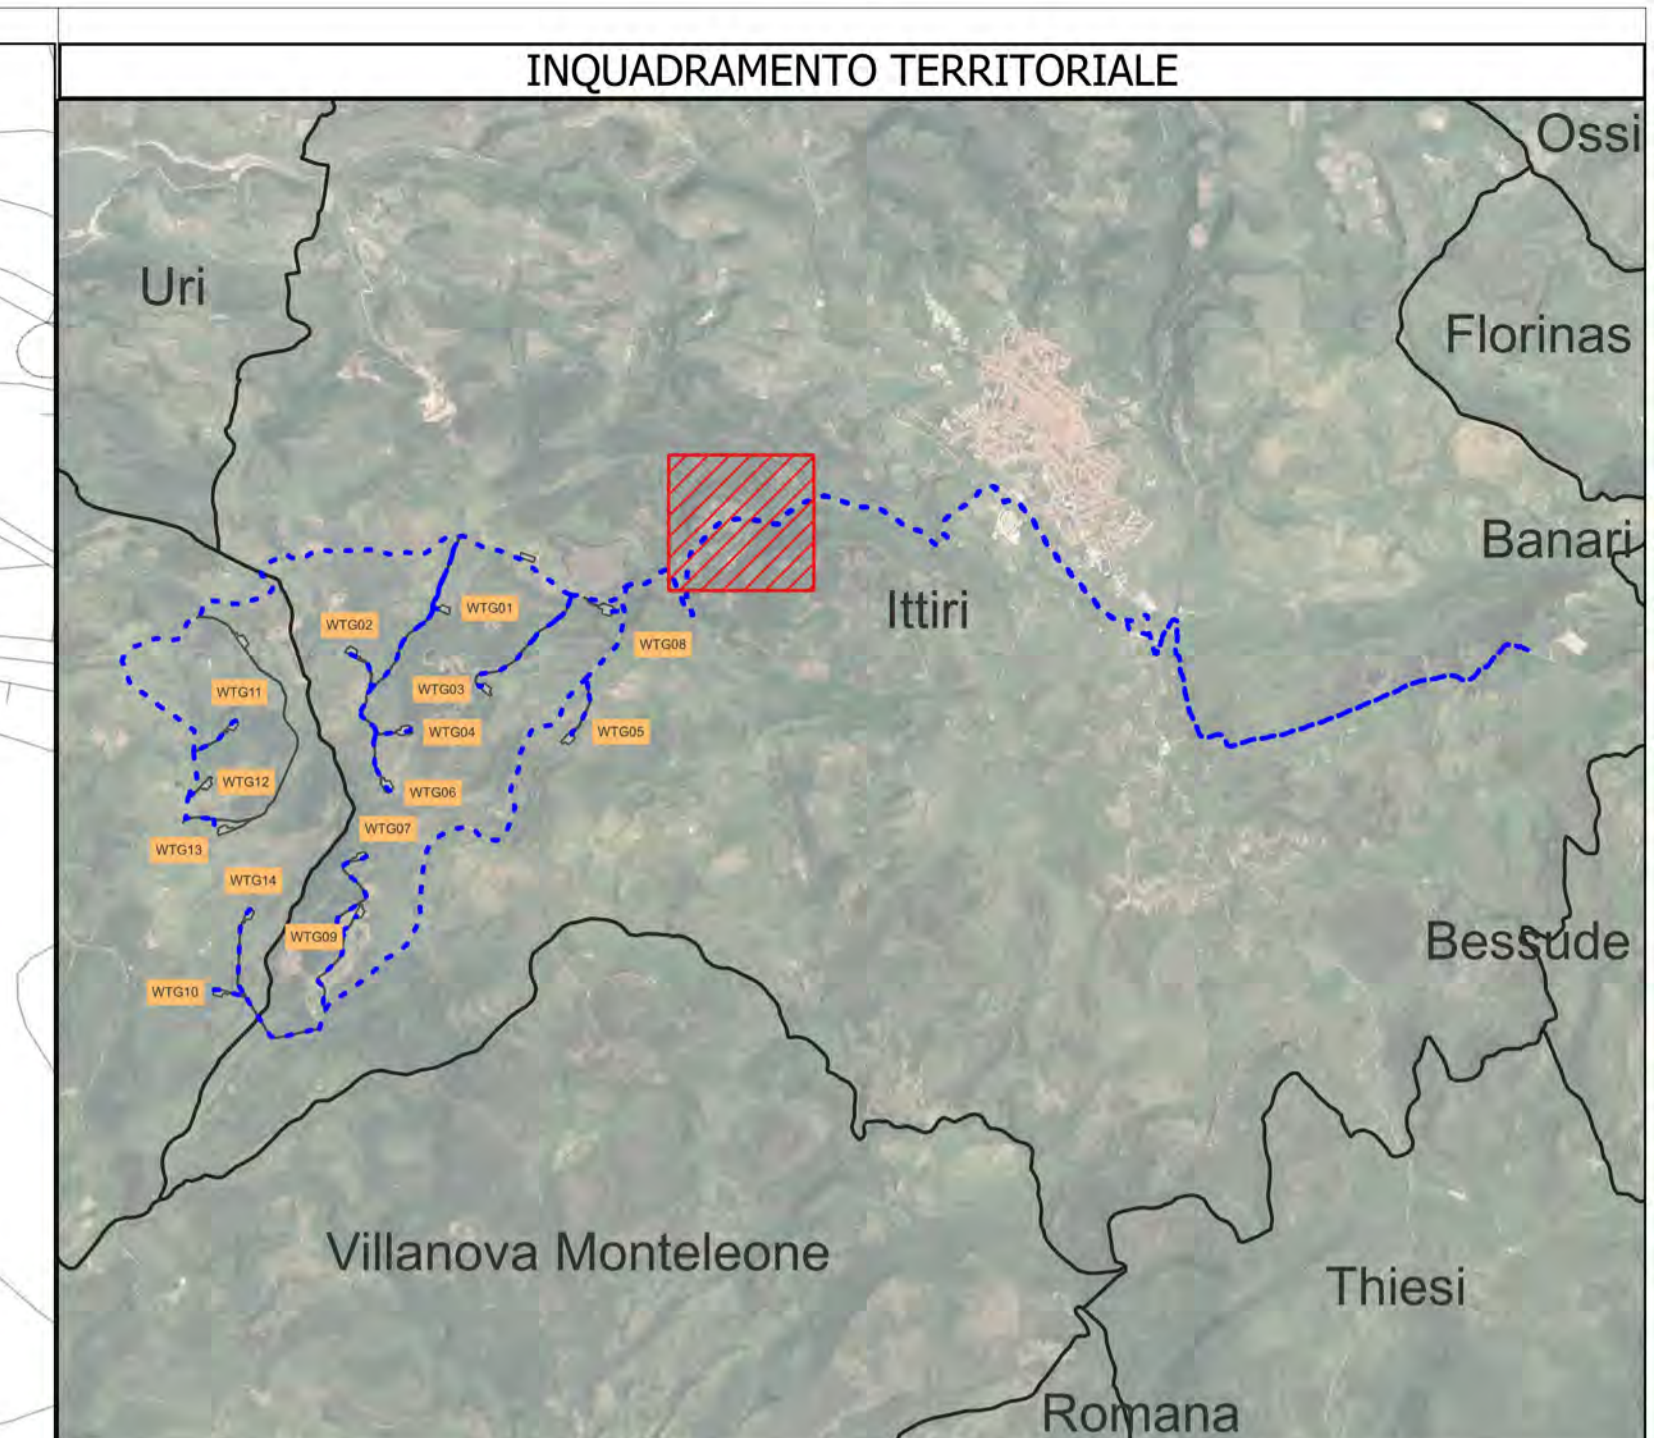 INQUADRAMENTO TERRITORIALE
Ossi
Uri
Florinas
Banari
Ittiri
WTG01
WTG02
WTG08
WTG03
WTG11
WTG04
WTG05
WTG12
WTG06
WTG07
WTG13
WTG14
WTG09
Bessude
WTG10
Villanova Monteleone
Thiesi
Romana